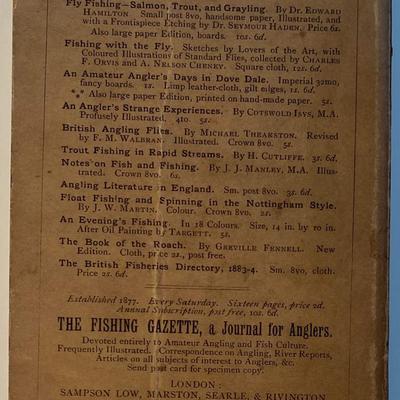 Fly Fishing—Salmon, Trout, and Grayling. By Dr. Edward
Hamilton. Small post 8vo, handsome paper, Illustrated, and
with a Frontispiece Etching by Dr. Seymour Haden. Price 6s.
Also large paper Edition, boards. 10s. 6d.
Fishing with the Fly. Sketches by Lovers of the Art, with
Coloured Illustrations of Standard Flies, collected by Charles
F. Orvis and A. Nelson Cheney. Square cloth, 12s. 6d.
An Amateur Angler's Days in Dove Dale. Imperial 32mo,
fancy boards. 1s. Limp leather-cloth, gilt edges, 1s. 6d.
*** Also large paper Edition, printed on hand-made paper. 5s.
An Angler's Strange Experiences. By Cotswold Isys, M.A.
Profusely Illustrated. 4to. 5s.
British Angling Flies. By Michael Theakston. Revised
by F. M. Walbran. Illustrated. Crown 8vo. 5s.
Trout Fishing in Rapid Streams. By H. Cutliffe. 3s. 6d.
Notes on Fish and Fishing. By J. J. Manley, M.A. Illus-
trated. Crown 8vo. 6s.
Angling Literature in England. Sm. post 8vo. 3s. 6d.
Float Fishing and Spinning in the Nottingham Style.
By J. W. Martin. Colour. Crown 8vo. 2s.
An Evening's Fishing. In 18 Colours. Size, 14 in. by 10 in.
After Oil Painting by Targett. 5s.
The Book of the Roach. By Greville Fennell. New
Edition. Cloth, price 2s., post free.
The British Fisheries Directory, 1883-4. Sm. 8vo, cloth.
Price 2s. 6d.
Established 1877. Every Saturday. Sixteen pages, price 2d.
Annual Subscription, post free, 10s. 6d.
THE FISHING GAZETTE, a Journal for Anglers.
Devoted entirely to Amateur Angling and Fish Culture.
Frequently Illustrated. Correspondence on Angling, River Reports,
Articles on all subjects of interest to Anglers, &c.
Send post card for specimen copy.
LONDON:
SAMPSON LOW, MARSTON, SEARLE, & RIVINGTON